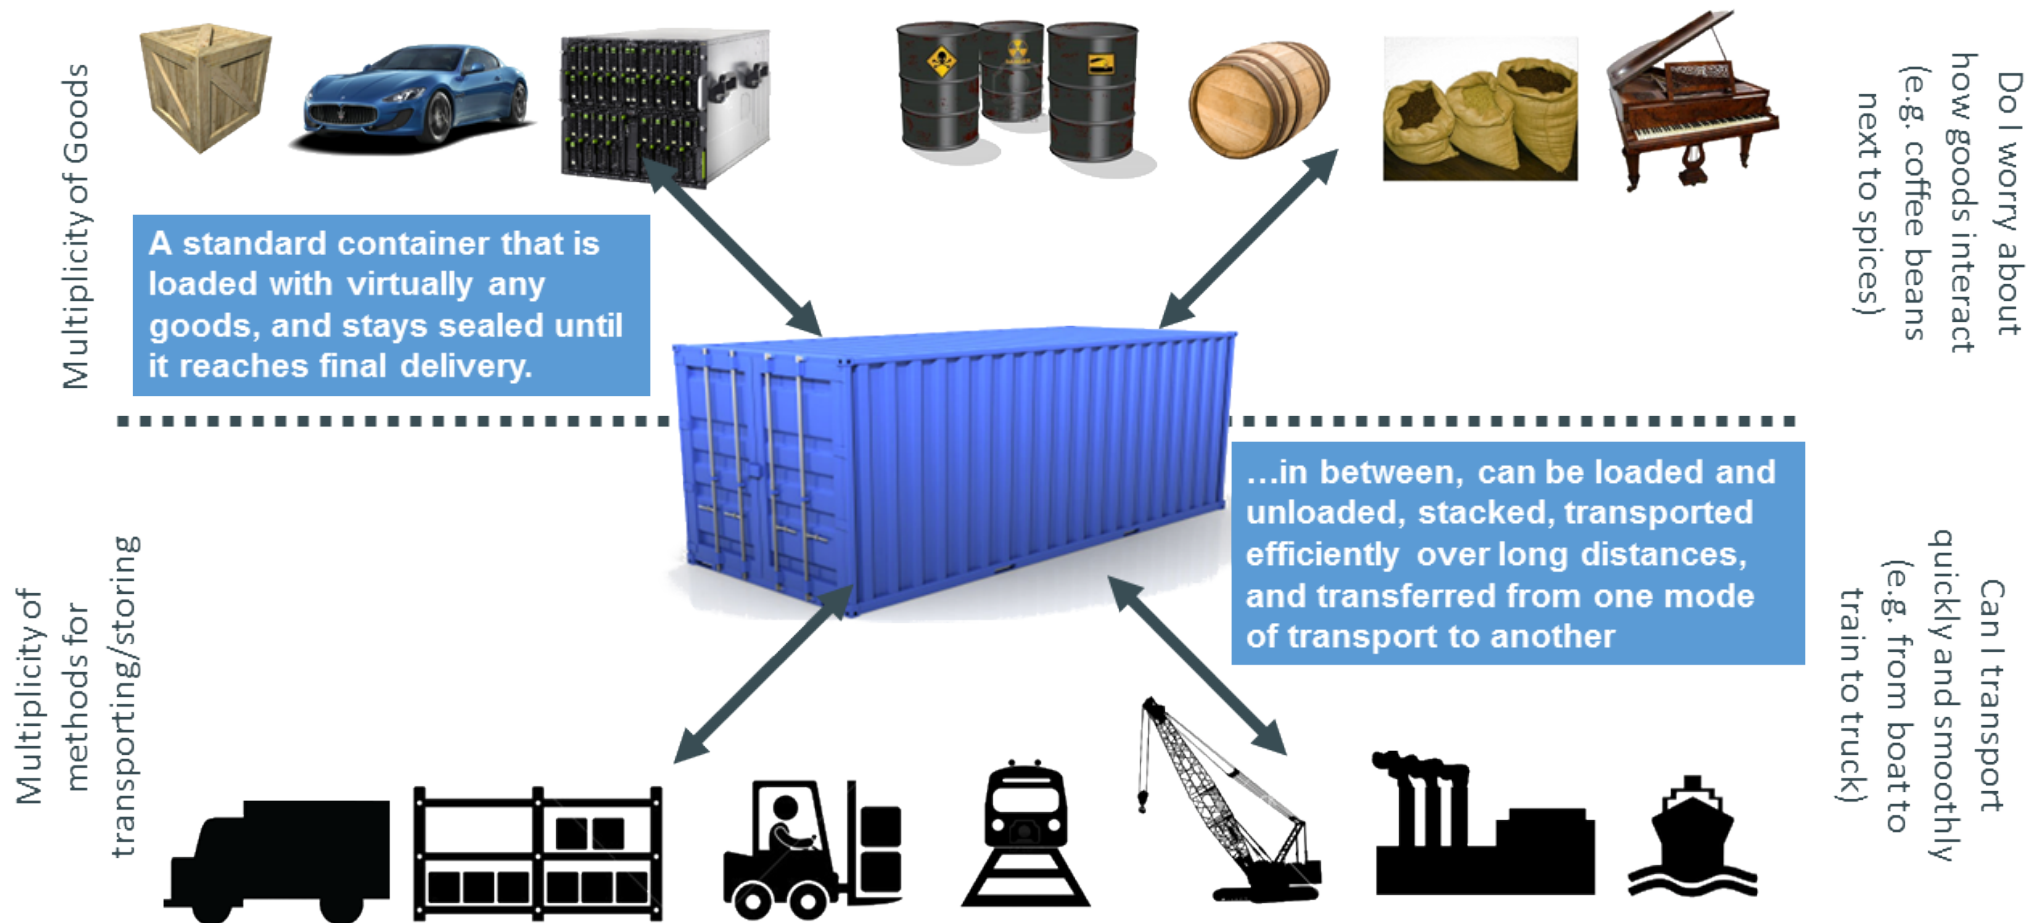 Multiplicity of Goods
Do I worry about
how goods interact
(e.g. coffee beans
next to spices)
A standard container that is
loaded with virtually any
goods, and stays sealed until
it reaches final delivery.
…in between, can be loaded and
unloaded, stacked, transported
efficiently over long distances,
and transferred from one mode
of transport to another
Multiplicity of
methods for
transporting/storing
Can I transport
quickly and smoothly
(e.g. from boat to
train to truck)